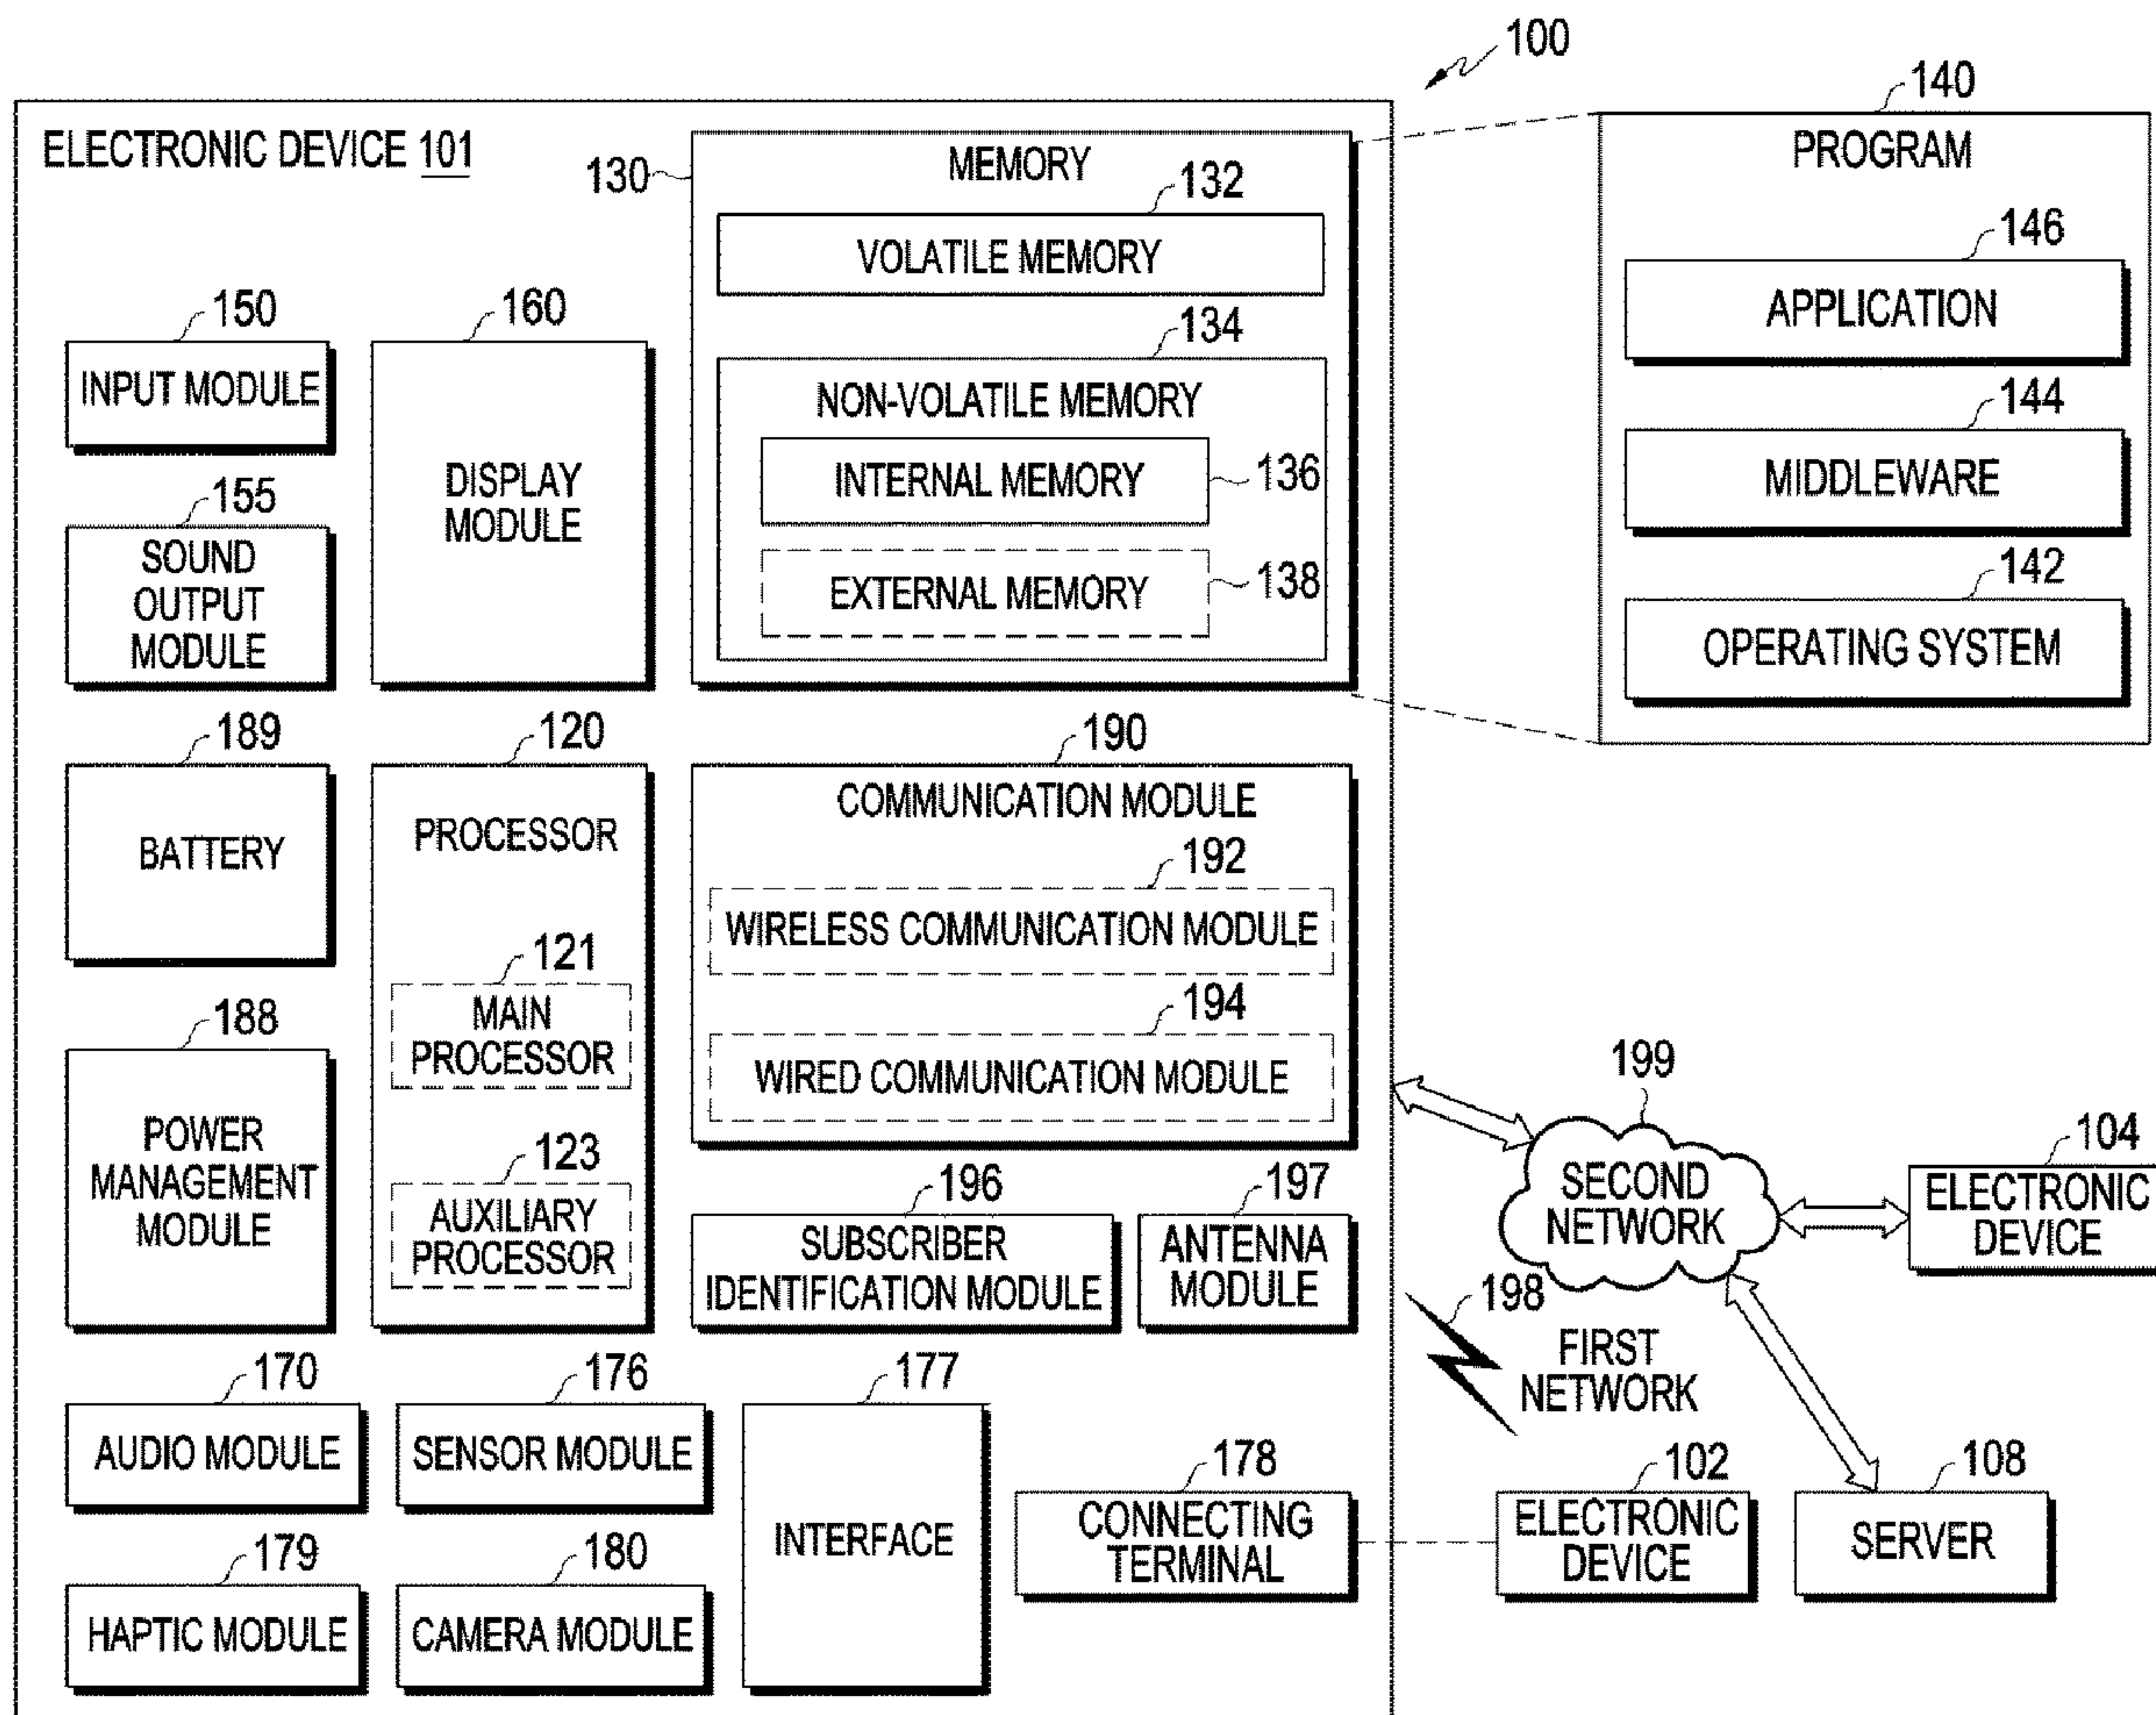 100
ELECTRONIC DEVICE 101
130
MEMORY
132
VOLATILE MEMORY
134
NON-VOLATILE MEMORY
INTERNAL MEMORY
136
EXTERNAL MEMORY
138
140
PROGRAM
146
APPLICATION
144
MIDDLEWARE
142
OPERATING SYSTEM
150
INPUT MODULE
160
DISPLAY
MODULE
155
SOUND
OUTPUT
MODULE
189
BATTERY
120
PROCESSOR
121
MAIN
PROCESSOR
123
AUXILIARY
PROCESSOR
190
COMMUNICATION MODULE
192
WIRELESS COMMUNICATION MODULE
194
WIRED COMMUNICATION MODULE
188
POWER
MANAGEMENT
MODULE
196
SUBSCRIBER
IDENTIFICATION MODULE
197
ANTENNA
MODULE
199
SECOND
NETWORK
104
ELECTRONIC
DEVICE
198
FIRST
NETWORK
170
AUDIO MODULE
176
SENSOR MODULE
177
INTERFACE
178
CONNECTING
TERMINAL
102
ELECTRONIC
DEVICE
108
SERVER
179
HAPTIC MODULE
180
CAMERA MODULE